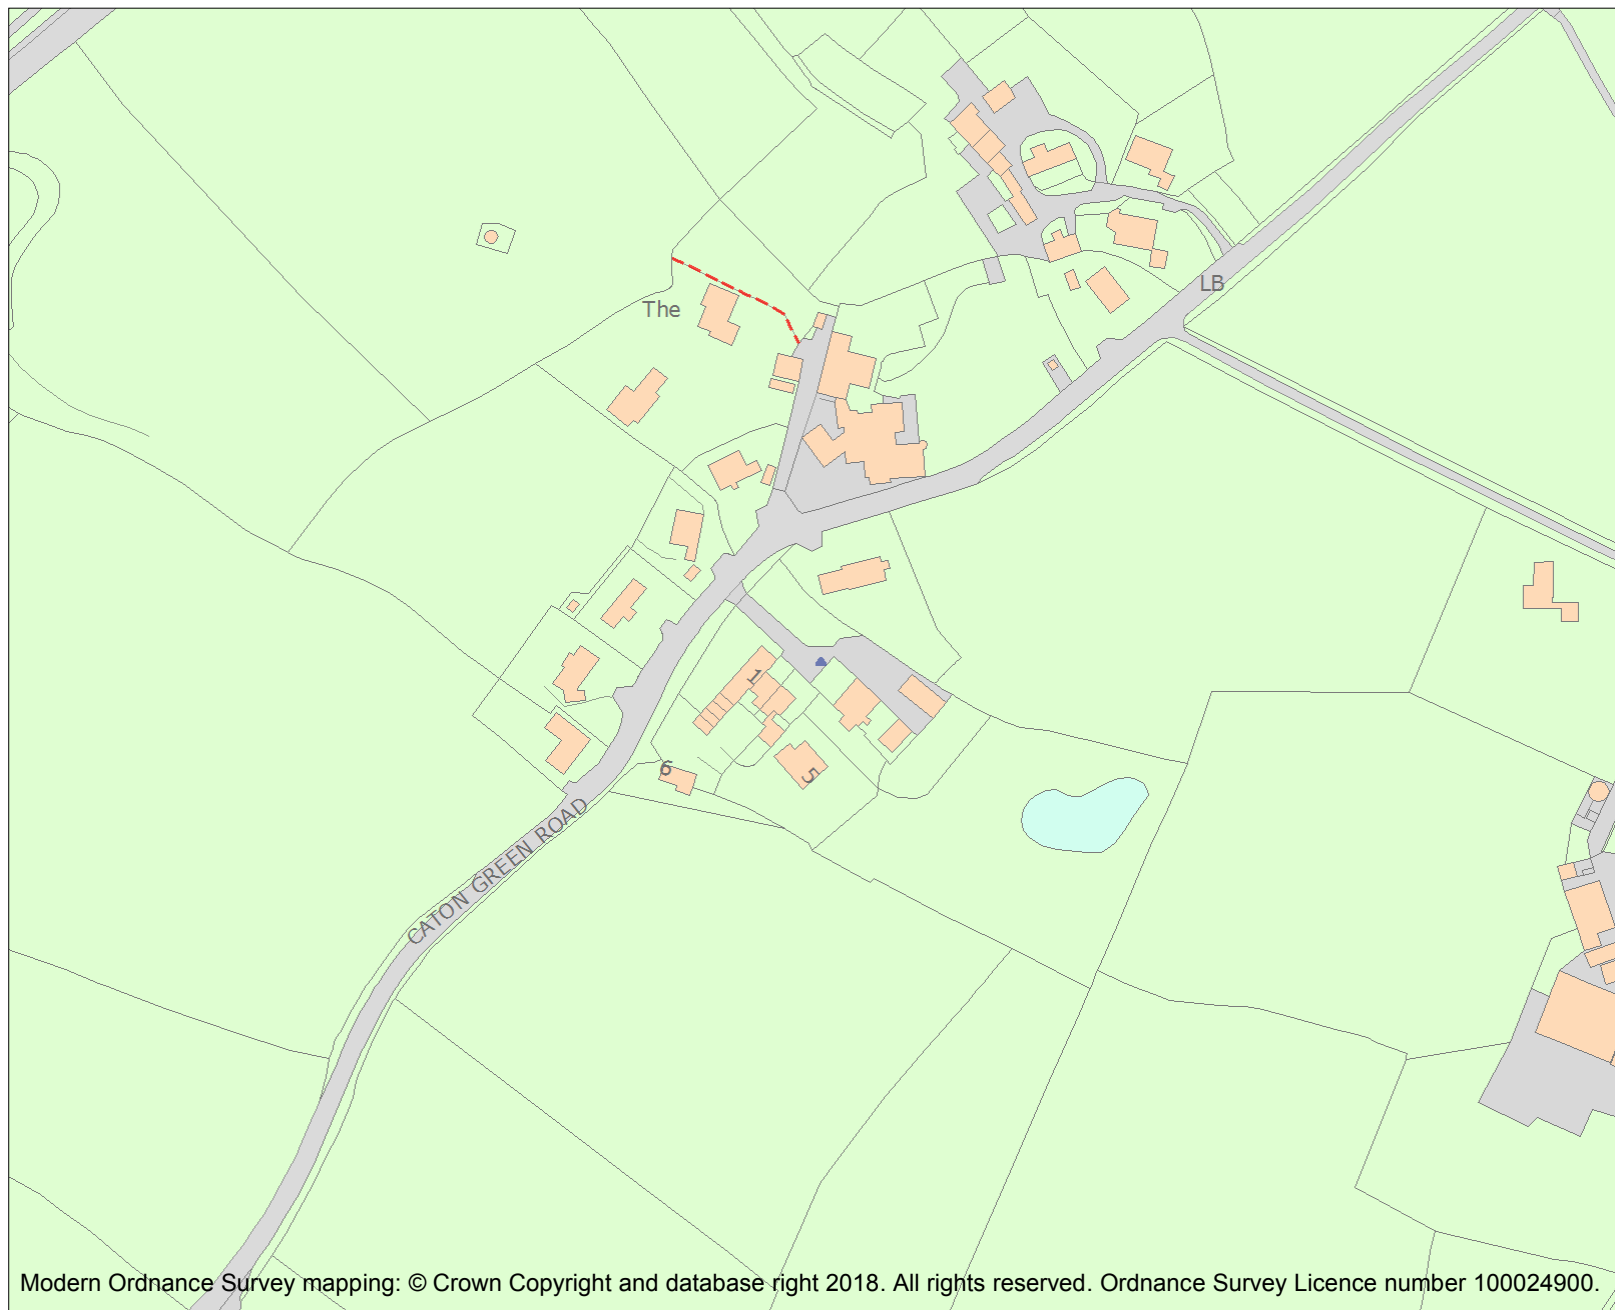 LB
The
1
6
5
CATON GREEN ROAD
Modern Ordnance Survey mapping: © Crown Copyright and database right 2018. All rights reserved. Ordnance Survey Licence number 100024900.